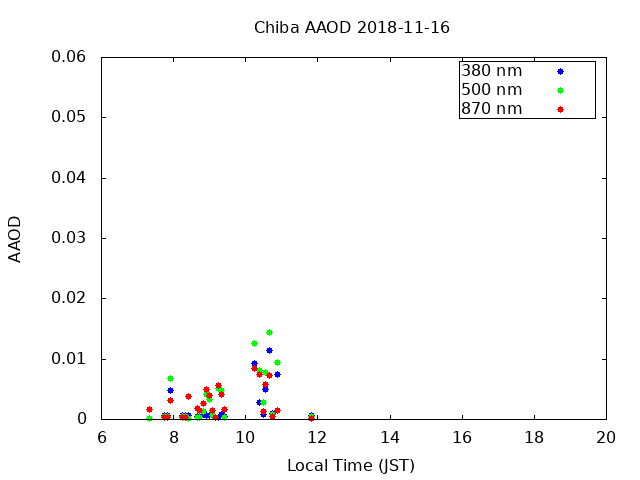 Chiba AAOD 2018-11-16
0.06
0.05
0.04
0.03
0.02
0.01
0
AAOD
380 nm
500 nm
870 nm
6 8 10 12 14 16 18 20
Local Time (JST)